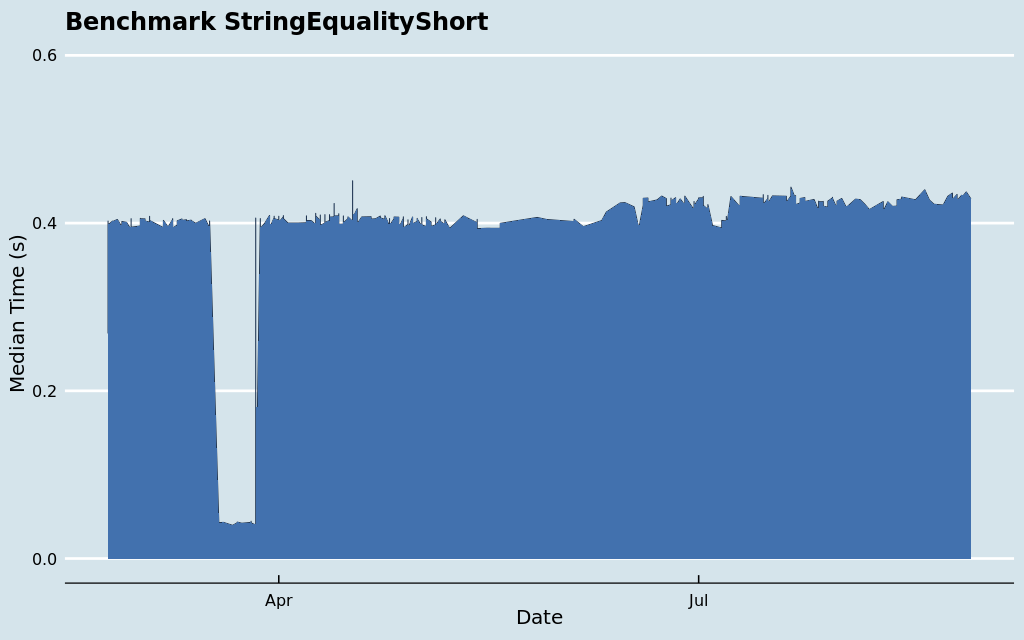 Benchmark StringEqualityShort
0.6
0.4
0.2
0.0
Median Time (s)
Apr
Jul
Date